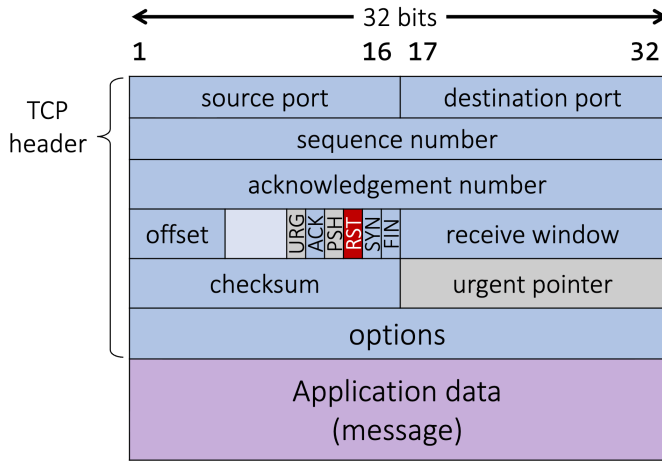 32 bits
1 16 17 32
TCP
header
source port destination port
sequence number
acknowledgement number
offset URG ACK PSH RST SYN FIN receive window
checksum urgent pointer
options
Application data
(message)